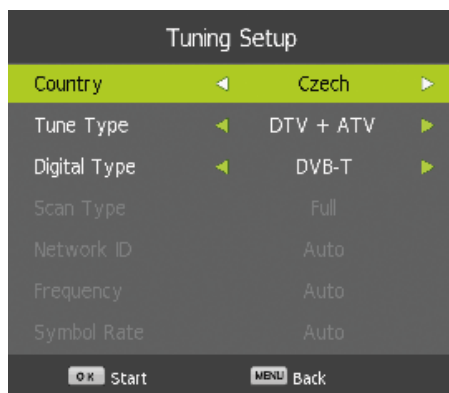 Tuning Setup
Country Czech
Tune Type DTV + ATV
Digital Type DVB-T
Scan Type Full
Network ID Auto
Frequency Auto
Symbol Rate Auto
OK Start MENU Back